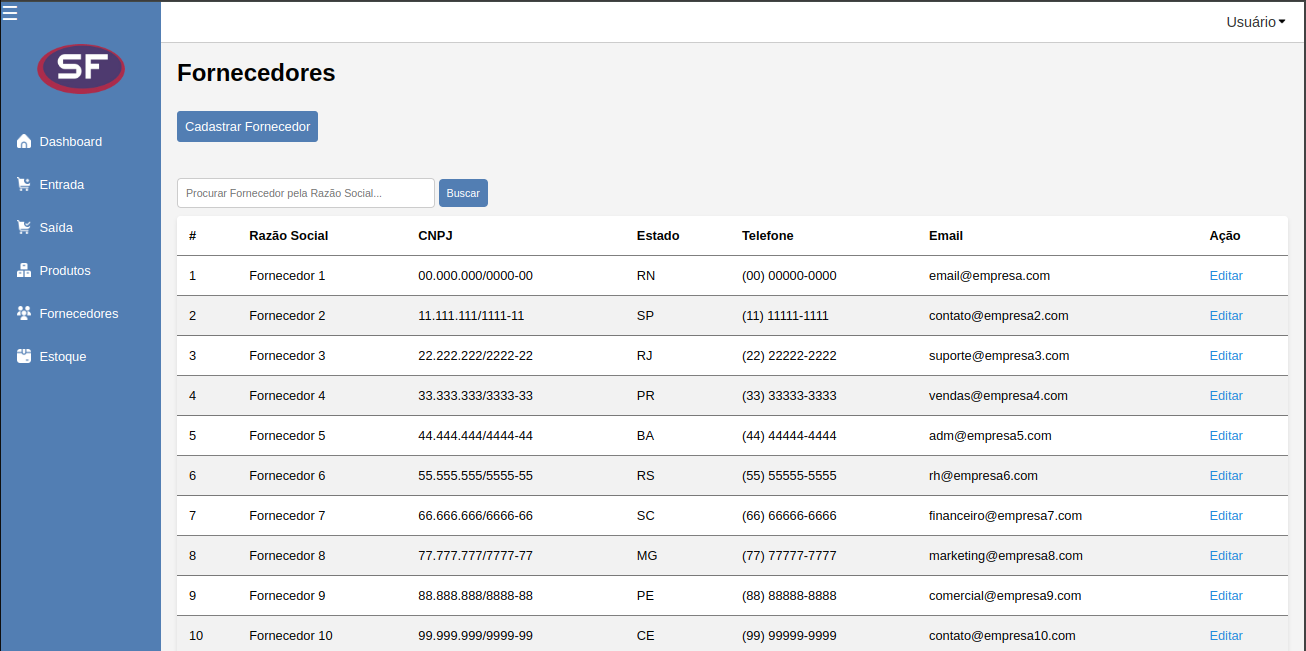 Usuário
SF
Fornecedores
Cadastrar Fornecedor
Dashboard
Entrada
Saída
Produtos
Fornecedores
Estoque
Procurar Fornecedor pela Razão Social... Buscar
# Razão Social CNPJ Estado Telefone Email Ação
1 Fornecedor 1 00.000.000/0000-00 RN (00) 00000-0000 email@empresa.com Editar
2 Fornecedor 2 11.111.111/1111-11 SP (11) 11111-1111 contato@empresa2.com Editar
3 Fornecedor 3 22.222.222/2222-22 RJ (22) 22222-2222 suporte@empresa3.com Editar
4 Fornecedor 4 33.333.333/3333-33 PR (33) 33333-3333 vendas@empresa4.com Editar
5 Fornecedor 5 44.444.444/4444-44 BA (44) 44444-4444 adm@empresa5.com Editar
6 Fornecedor 6 55.555.555/5555-55 RS (55) 55555-5555 rh@empresa6.com Editar
7 Fornecedor 7 66.666.666/6666-66 SC (66) 66666-6666 financeiro@empresa7.com Editar
8 Fornecedor 8 77.777.777/7777-77 MG (77) 77777-7777 marketing@empresa8.com Editar
9 Fornecedor 9 88.888.888/8888-88 PE (88) 88888-8888 comercial@empresa9.com Editar
10 Fornecedor 10 99.999.999/9999-99 CE (99) 99999-9999 contato@empresa10.com Editar